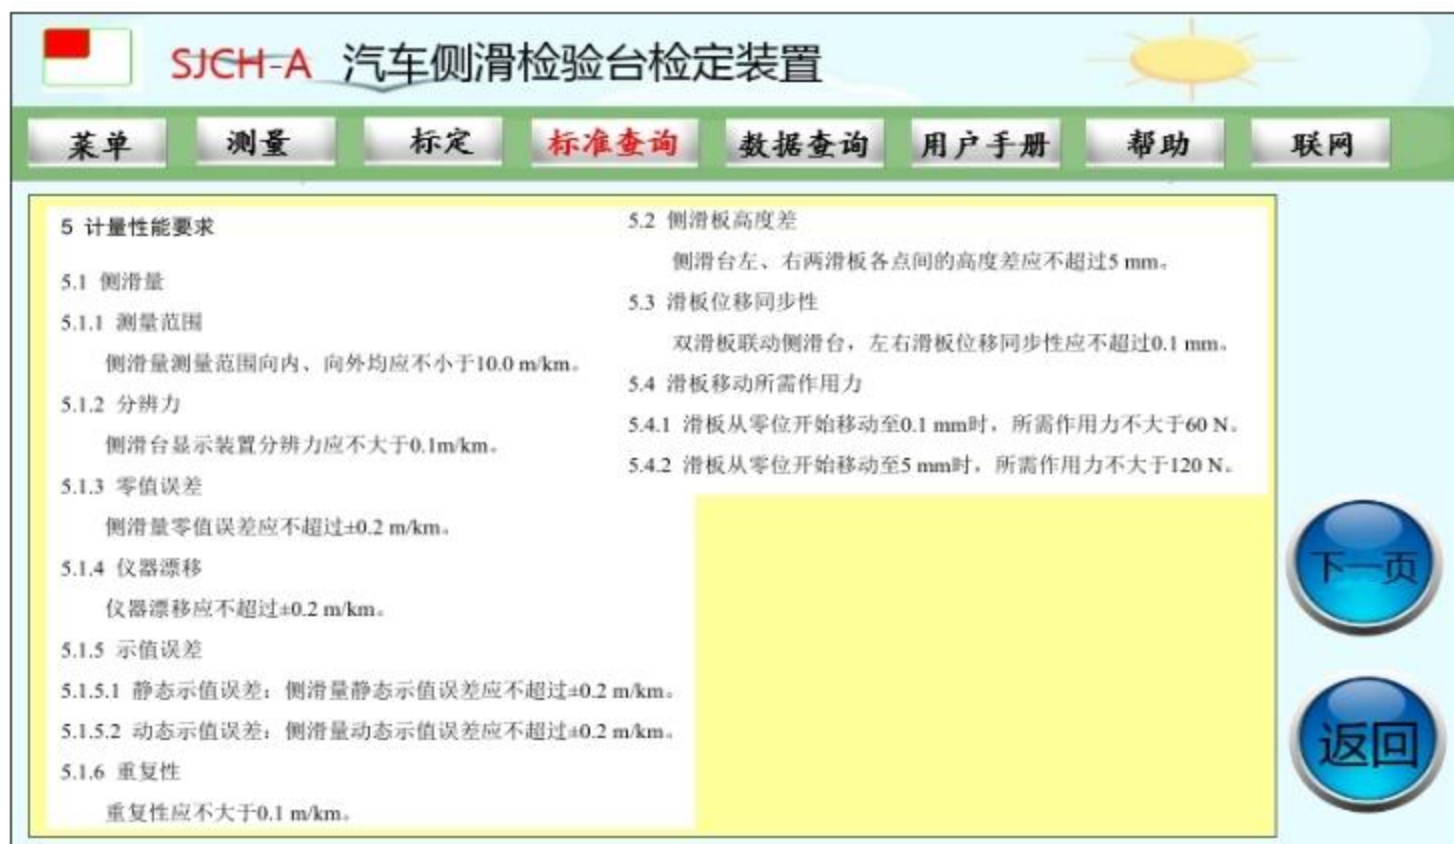 SJCH-A 汽车侧滑检验台检定装置
菜单 测量 标定 标准查询 数据查询 用户手册 帮助 联网
5 计量性能要求
5.1 侧滑量
5.1.1 测量范围
侧滑量测量范围向内、向外均应不小于10.0 m/km。
5.1.2 分辨力
侧滑台显示装置分辨力应不大于0.1m/km。
5.1.3 零值误差
侧滑量零值误差应不超过±0.2 m/km。
5.1.4 仪器漂移
仪器漂移应不超过±0.2 m/km。
5.1.5 示值误差
5.1.5.1 静态示值误差：侧滑量静态示值误差应不超过±0.2 m/km。
5.1.5.2 动态示值误差：侧滑量动态示值误差应不超过±0.2 m/km。
5.1.6 重复性
重复性应不大于0.1 m/km。
5.2 侧滑板高度差
侧滑台左、右两滑板各点间的高度差应不超过5 mm。
5.3 滑板位移同步性
双滑板联动侧滑台，左右滑板位移同步性应不超过0.1 mm。
5.4 滑板移动所需作用力
5.4.1 滑板从零位开始移动至0.1 mm时，所需作用力不大于60 N。
5.4.2 滑板从零位开始移动至5 mm时，所需作用力不大于120 N。
下一页
返回